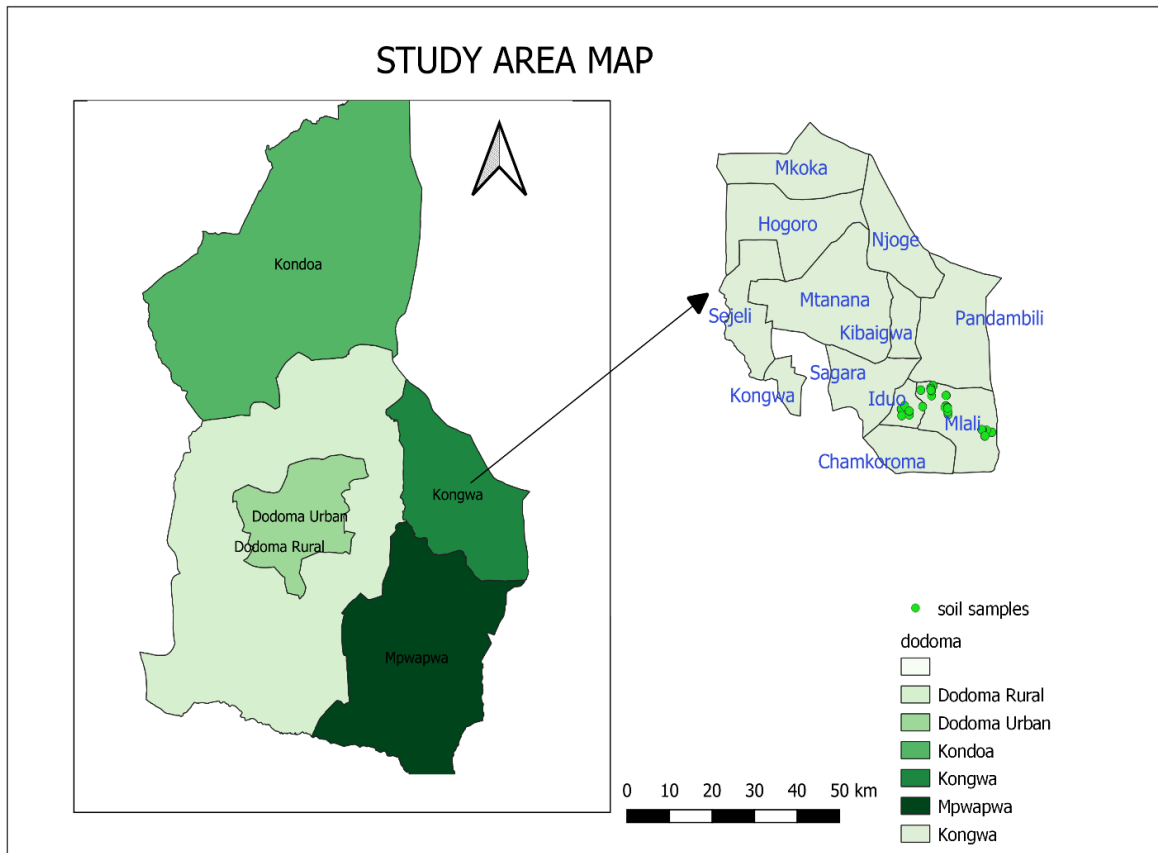 STUDY AREA MAP
Kondoa
Kongwa
Dodoma Urban
Dodoma Rural
Mpwapwa
Mkoka
Hogoro
Njoge
Mtanana
Sejeli
Kibaigwa
Pandambili
Sagara
Kongwa
Iduo
Mlali
Chamkoroma
soil samples
dodoma
Dodoma Rural
Dodoma Urban
Kondoa
Kongwa
Mpwapwa
Kongwa
0 10 20 30 40 50 km